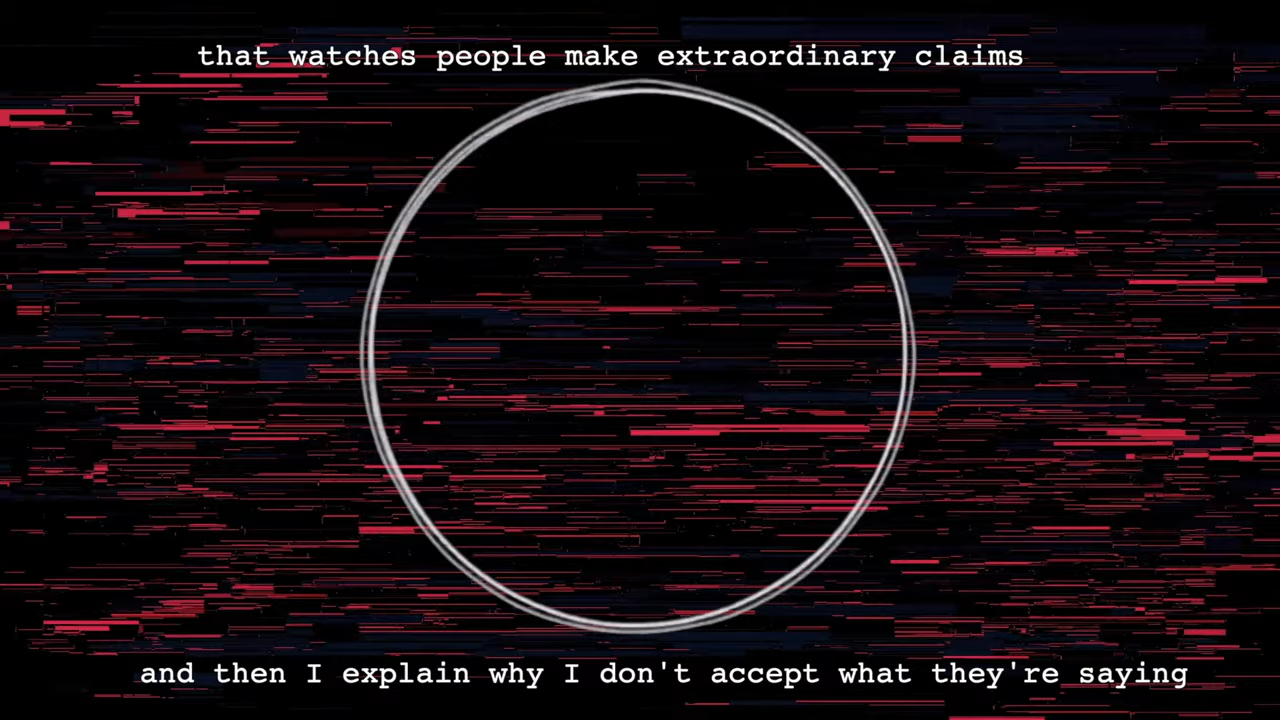 that watches people make extraordinary claims
and then I explain why I don't accept what they're saying